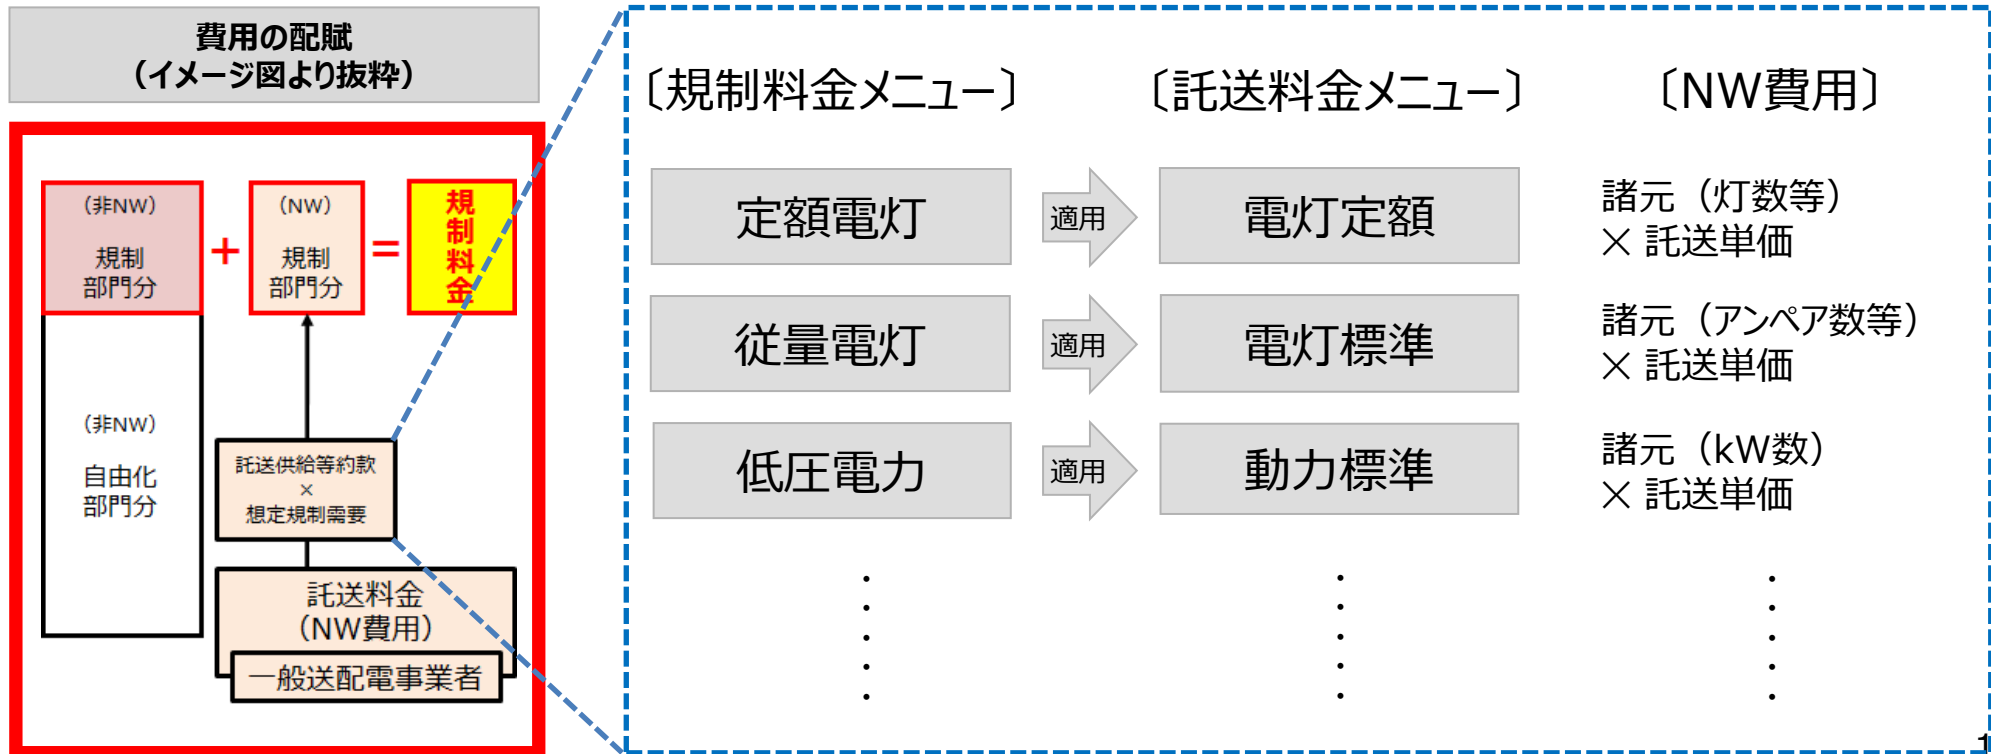 費用の配賦
（イメージ図より抜粋）
（非NW）
規制
部門分
＋
（NW）
規制
部門分
＝
規制料金
（非NW）
自由化
部門分
託送供給等約款
×
想定規制需要
託送料金
（NW費用）
一般送配電事業者
〔規制料金メニュー〕
〔託送料金メニュー〕
〔NW費用〕
定額電灯
適用
電灯定額
諸元（灯数等）
× 託送単価
従量電灯
適用
電灯標準
諸元（アンペア数等）
× 託送単価
低圧電力
適用
動力標準
諸元（kW数）
× 託送単価